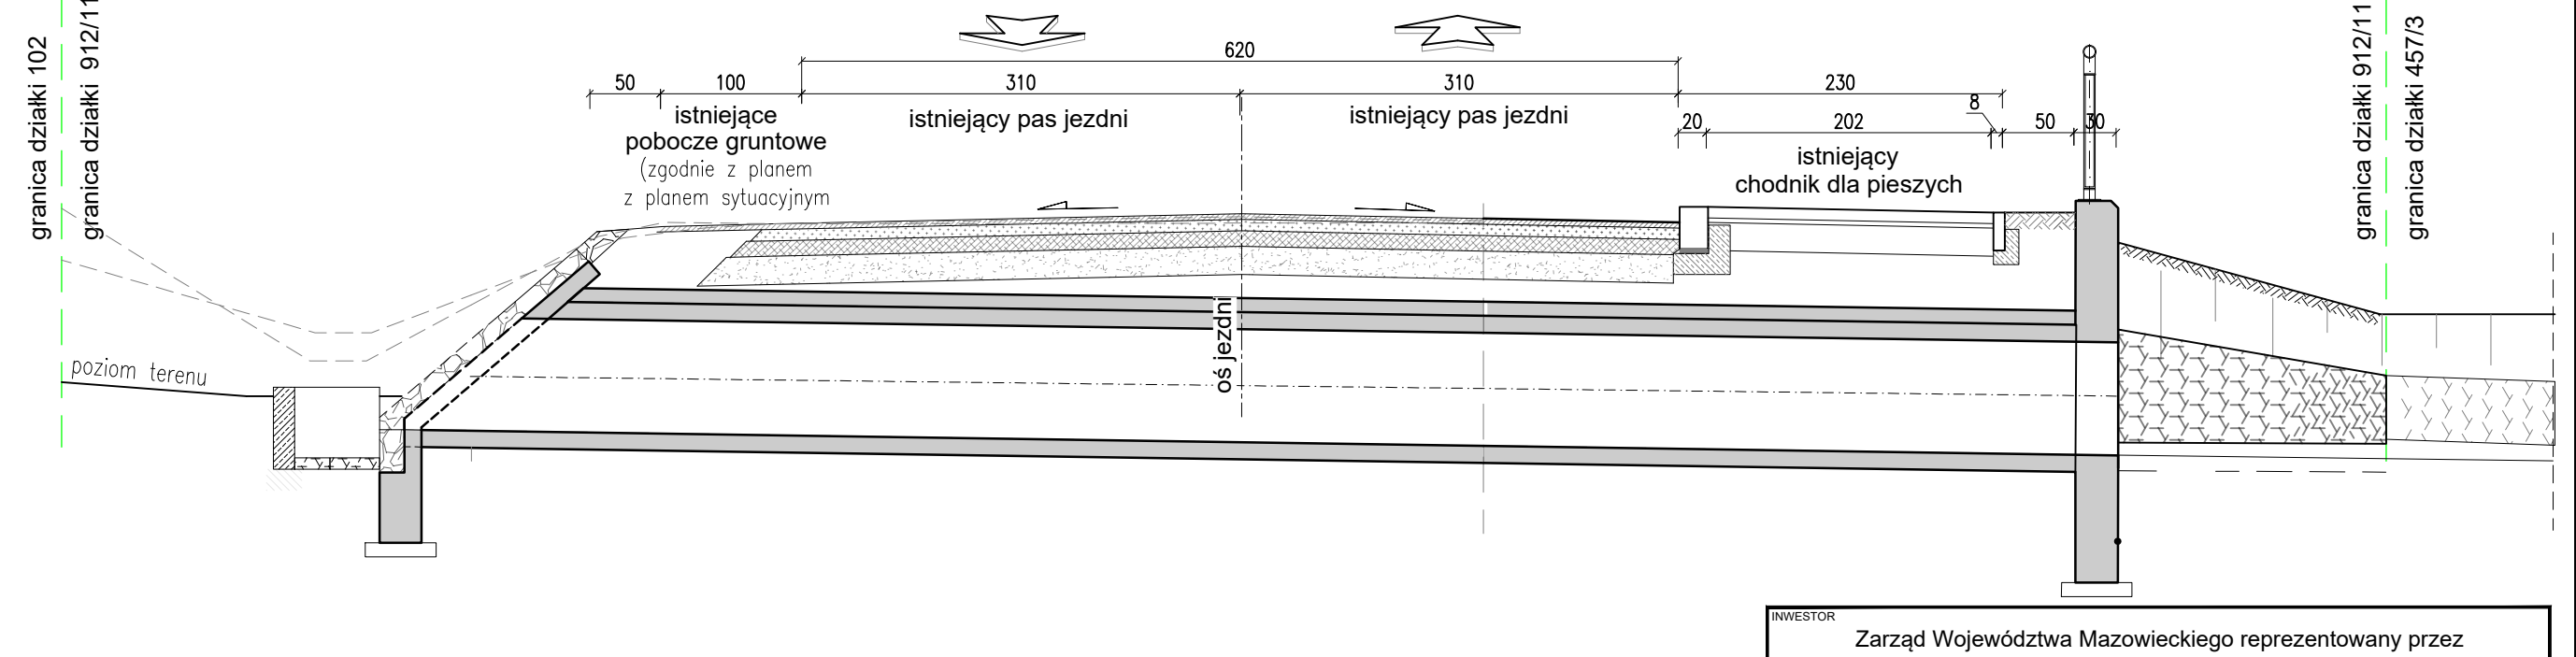 granica działki 102
granica działki 912/11
620
50
100
310
310
230
8
20
202
50
30
istniejące
pobocze gruntowe
(zgodnie z planem
z planem sytuacyjnym
istniejący pas jezdni
istniejący pas jezdni
istniejący
chodnik dla pieszych
granica działki 912/11
granica działki 457/3
poziom terenu
oś jezdni
INWESTOR
Zarząd Województwa Mazowieckiego reprezentowany przez